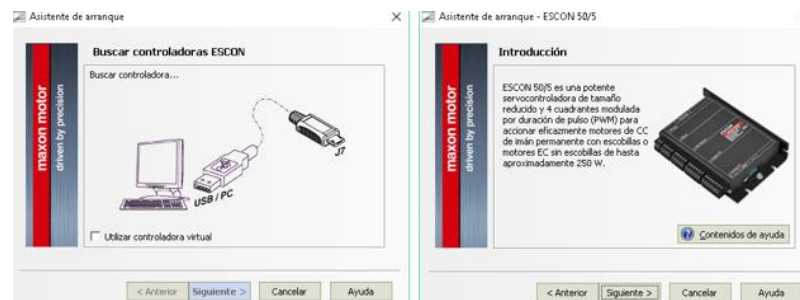 Asistente de arranque
Buscar controladoras ESCON
Buscar controladora...
maxon motor
driven by precision
J7
USB / PC
Utilizar controladora virtual
< Anterior
Siguiente >
Cancelar
Ayuda
Asistente de arranque - ESCON 50/5
Introducción
maxon motor
driven by precision
ESCON 50/5 es una potente
servocontroladora de tamaño
reducido y 4 cuadrantes modulada
por duración de pulso (PWM) para
accionar eficazmente motores de CC
de imán permanente con escobillas o
motores EC sin escobillas de hasta
aproximadamente 250 W.
Contenidos de ayuda
< Anterior
Siguiente >
Cancelar
Ayuda